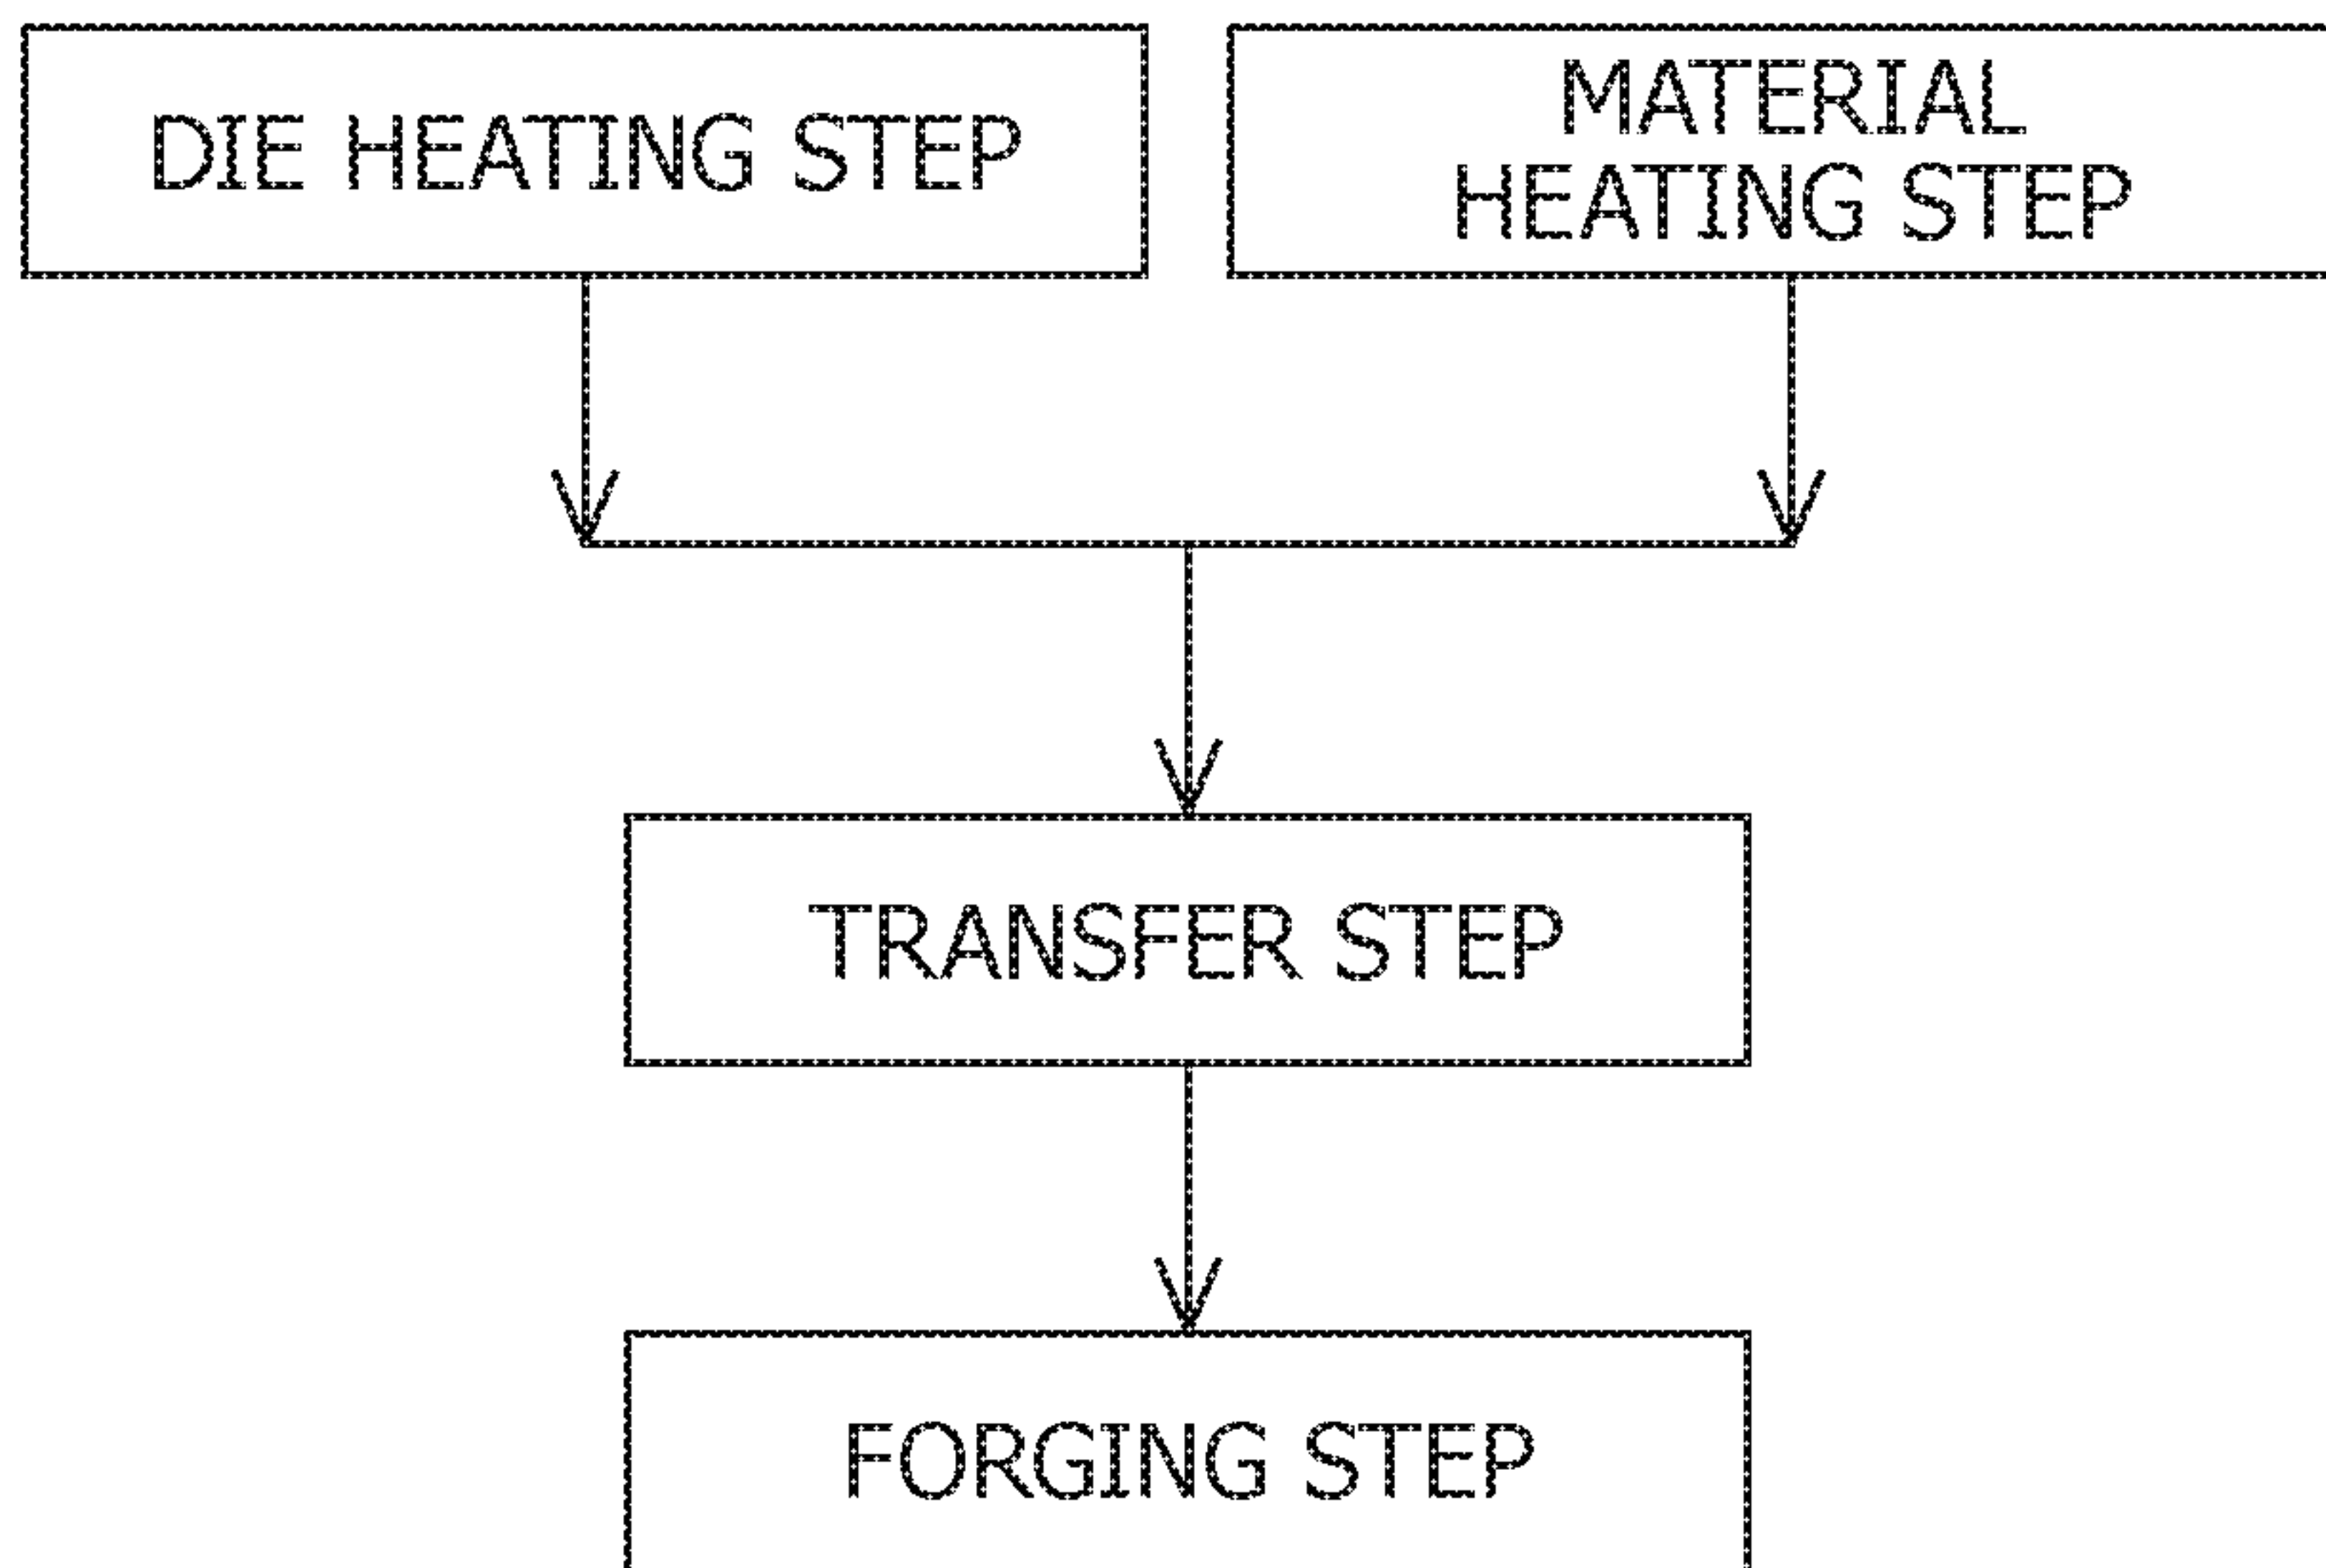 DIE HEATING STEP
MATERIAL
HEATING STEP
TRANSFER STEP
FORGING STEP